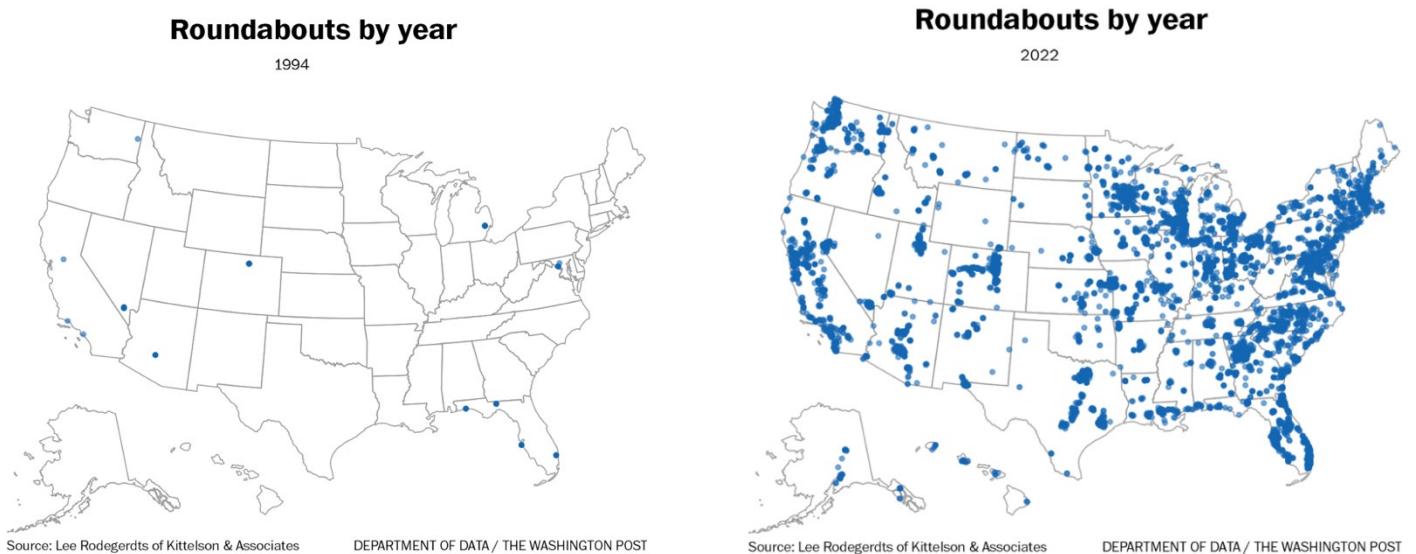 Roundabouts by year
1994
Source: Lee Rodegerdts of Kittelson & Associates
DEPARTMENT OF DATA / THE WASHINGTON POST
Roundabouts by year
2022
Source: Lee Rodegerdts of Kittelson & Associates
DEPARTMENT OF DATA / THE WASHINGTON POST